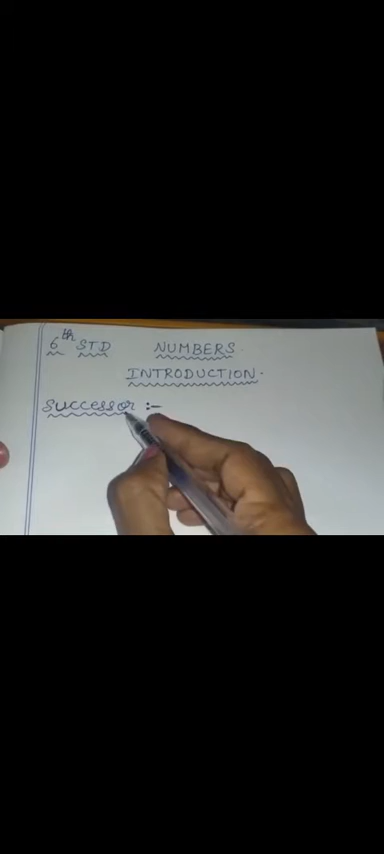 6th STD NUMBERS.
INTRODUCTION.
Successor :-